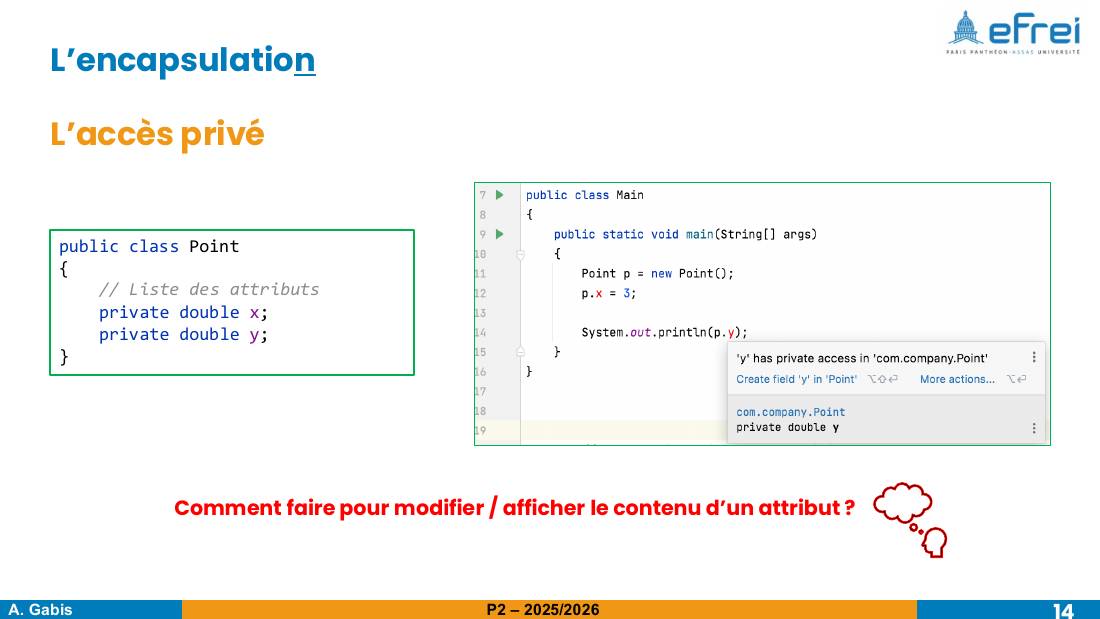 efrei
PARIS PANTHÉON-ASSAS UNIVERSITÉ
L’encapsulation
L’accès privé
public class Point
{
// Liste des attributs
private double x;
private double y;
}
7 public class Main
8 {
9 public static void main(String[] args)
10 {
11 Point p = new Point();
12 p.x = 3;
13
14 System.out.println(p.y);
15 }
16 }
17
18
19
'y' has private access in 'com.company.Point'
Create field 'y' in 'Point' ⌥⇧⏎ More actions... ⌥⏎
com.company.Point
private double y
Comment faire pour modifier / afficher le contenu d’un attribut ?
A. Gabis P2 – 2025/2026 14